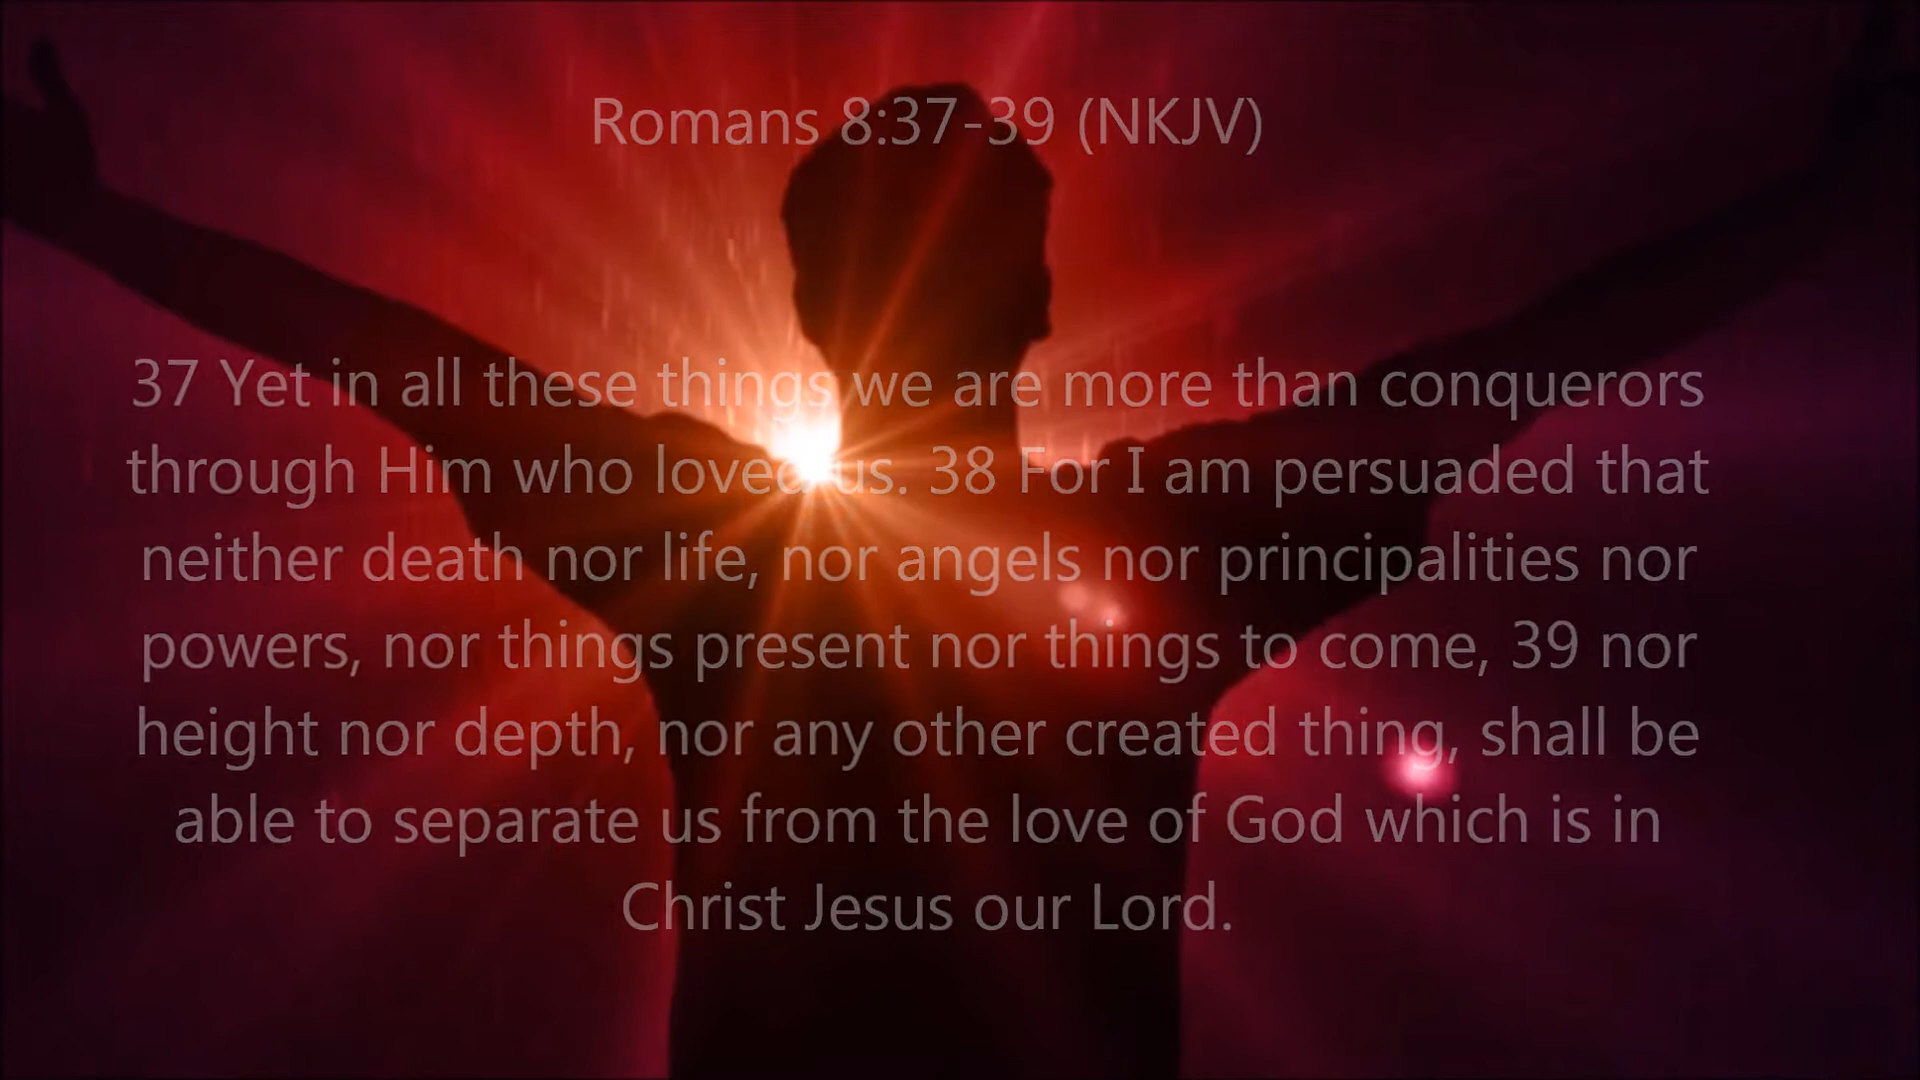 Romans 8:37-39 (NKJV)
37 Yet in all these things we are more than conquerors
through Him who loved us. 38 For I am persuaded that
neither death nor life, nor angels nor principalities nor
powers, nor things present nor things to come, 39 nor
height nor depth, nor any other created thing, shall be
able to separate us from the love of God which is in
Christ Jesus our Lord.